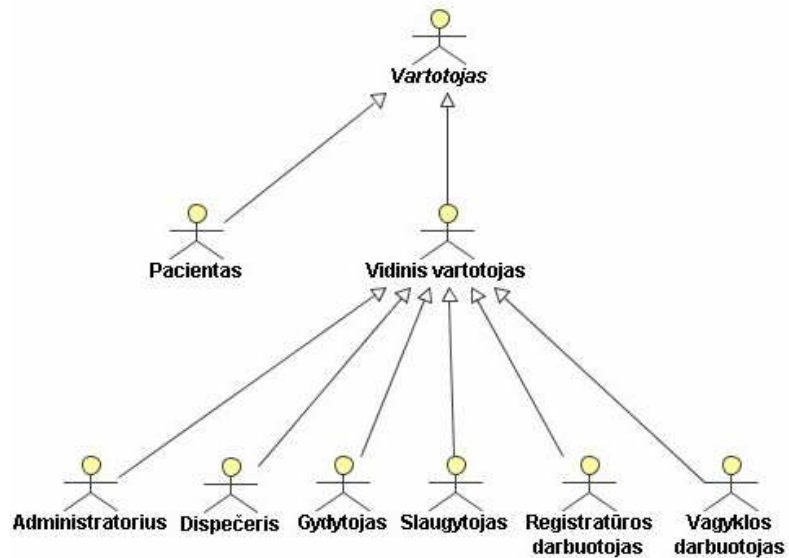 Vartotojas
Pacientas
Vidinis vartotojas
Administratorius
Dispečeris
Gydytojas
Slaugytojas
Registratūros
darbuotojas
Vagyklos
darbuotojas